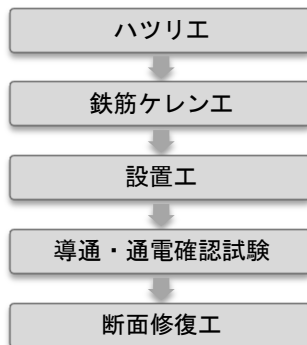 ハツリ工
鉄筋ケレン工
設置工
導通・通電確認試験
断面修復工